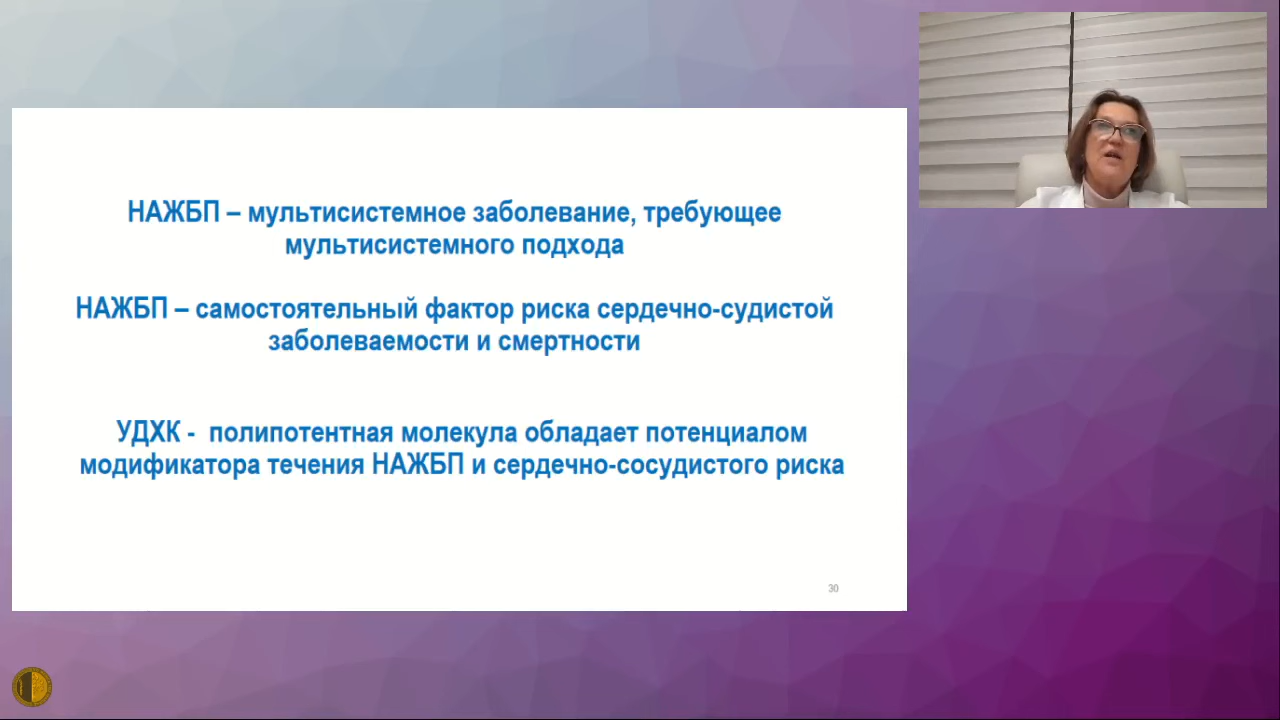 НАЖБП – мультисистемное заболевание, требующее
мультисистемного подхода
НАЖБП – самостоятельный фактор риска сердечно-судистой
заболеваемости и смертности
УДХК - полипотентная молекула обладает потенциалом
модификатора течения НАЖБП и сердечно-сосудистого риска
30